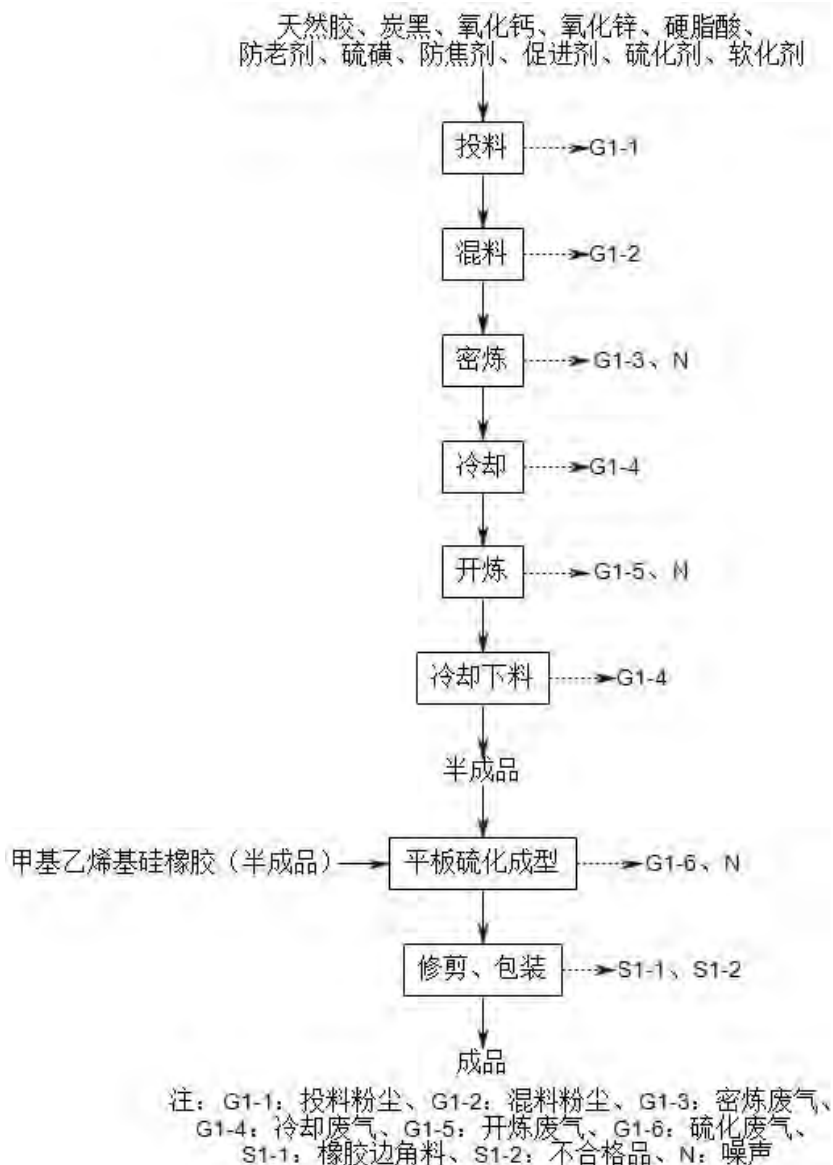 天然胶、炭黑、氧化钙、氧化锌、硬脂酸、
防老剂、硫磺、防焦剂、促进剂、硫化剂、软化剂
投料
G1-1
混料
G1-2
密炼
G1-3、N
冷却
G1-4
开炼
G1-5、N
冷却下料
G1-4
半成品
甲基乙烯基硅橡胶（半成品）
平板硫化成型
G1-6、N
修剪、包装
S1-1、S1-2
成品
注：G1-1：投料粉尘、G1-2：混料粉尘、G1-3：密炼废气、
G1-4：冷却废气、G1-5：开炼废气、G1-6：硫化废气、
S1-1：橡胶边角料、S1-2：不合格品、N：噪声